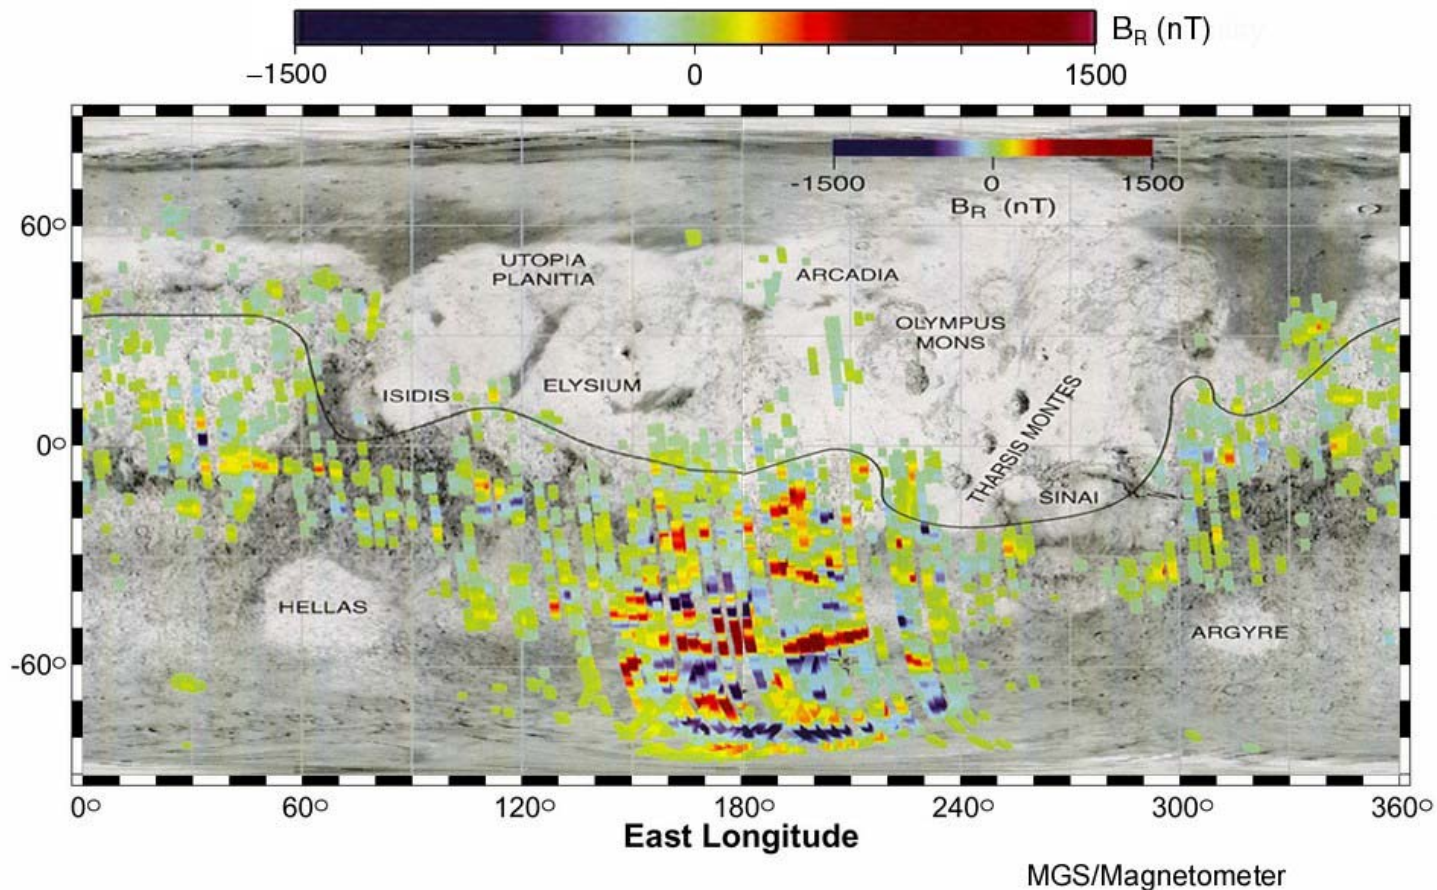 B_R (nT)
−1500 0 1500
-1500 0 1500
B_R (nT)
60°
UTOPIA
PLANITIA
ARCADIA
OLYMPUS
MONS
ISIDIS
ELYSIUM
THARSIS MONTES
0°
SINAI
HELLAS
ARGYRE
-60°
0° 60° 120° 180° 240° 300° 360°
East Longitude
MGS/Magnetometer